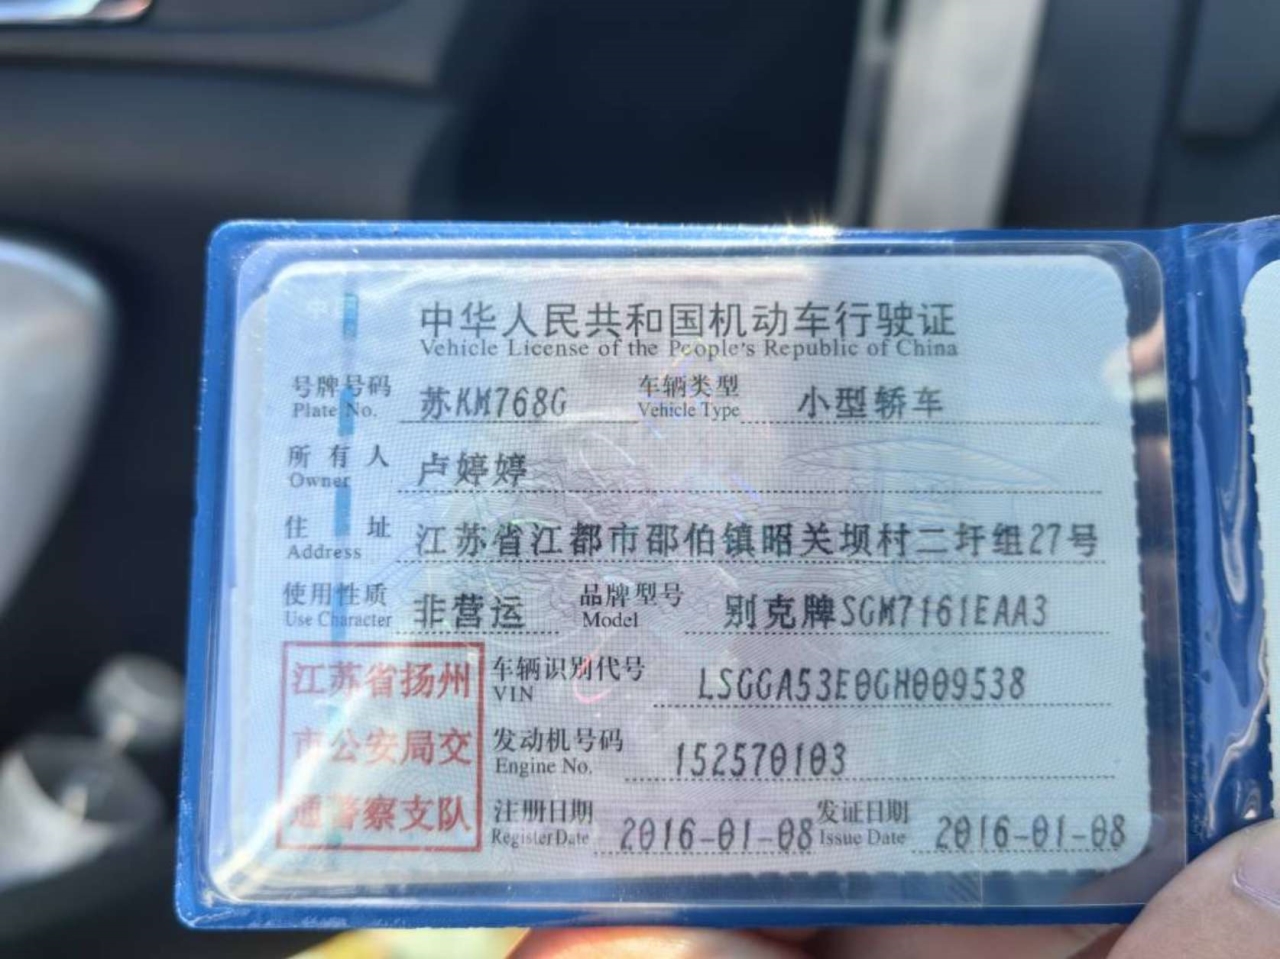 中华人民共和国机动车行驶证
Vehicle License of the People's Republic of China
号牌号码 苏KM768G 车辆类型 小型轿车
Plate No. Vehicle Type
所有人 卢婷婷
Owner
住址 江苏省江都市邵伯镇昭关坝村二圩组27号
Address
使用性质 非营运 品牌型号 别克牌SGM7161EAA3
Use Character Model
江苏省扬州 车辆识别代号 LSGGA53E0GH009538
VIN
市公安局交 发动机号码 152570103
Engine No.
通警察支队 注册日期 2016-01-08 发证日期 2016-01-08
Register Date Issue Date